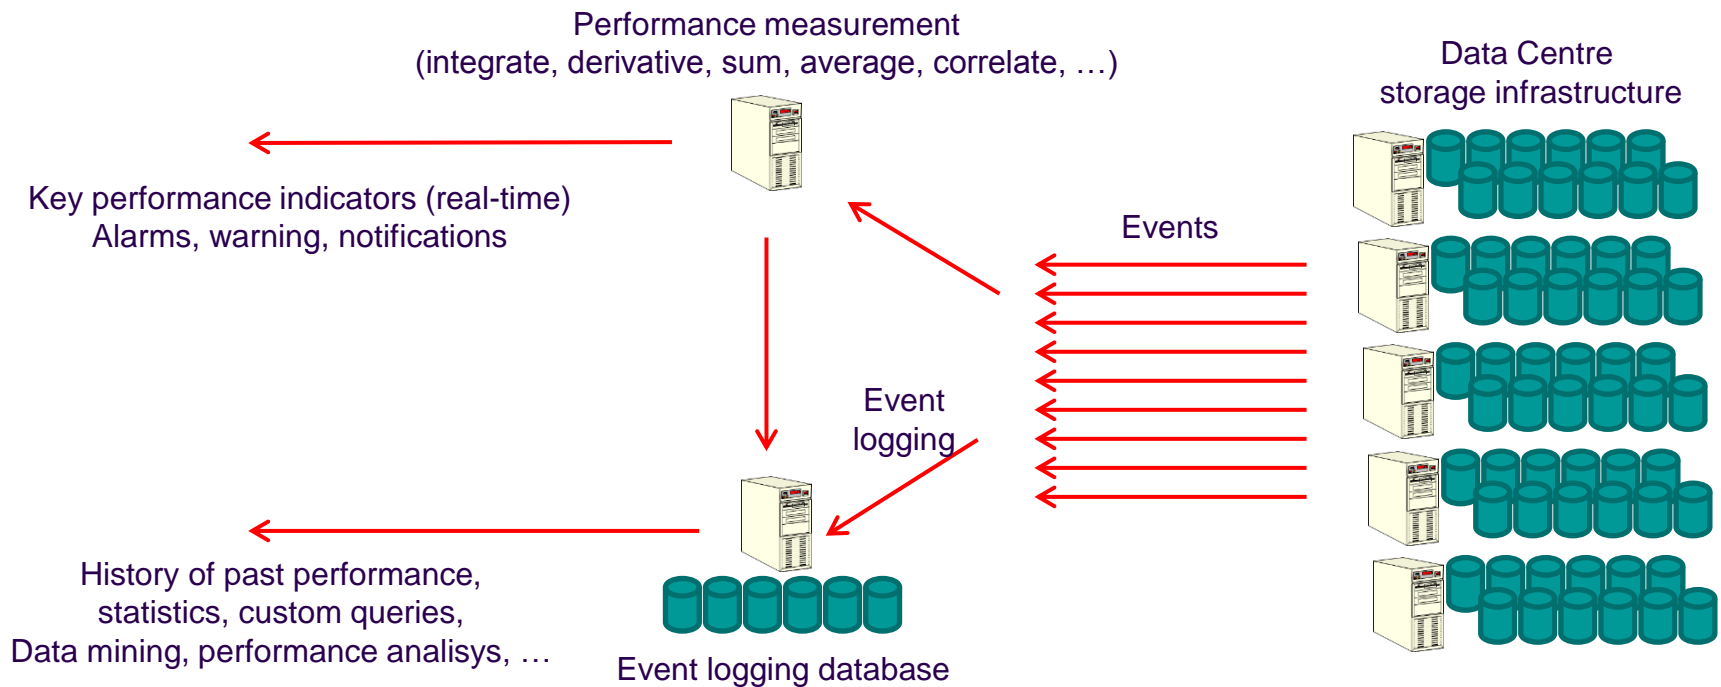 Performance measurement
(integrate, derivative, sum, average, correlate, …)
Data Centre
storage infrastructure
Key performance indicators (real-time)
Alarms, warning, notifications
Events
Event
logging
History of past performance,
statistics, custom queries,
Data mining, performance analisys, …
Event logging database